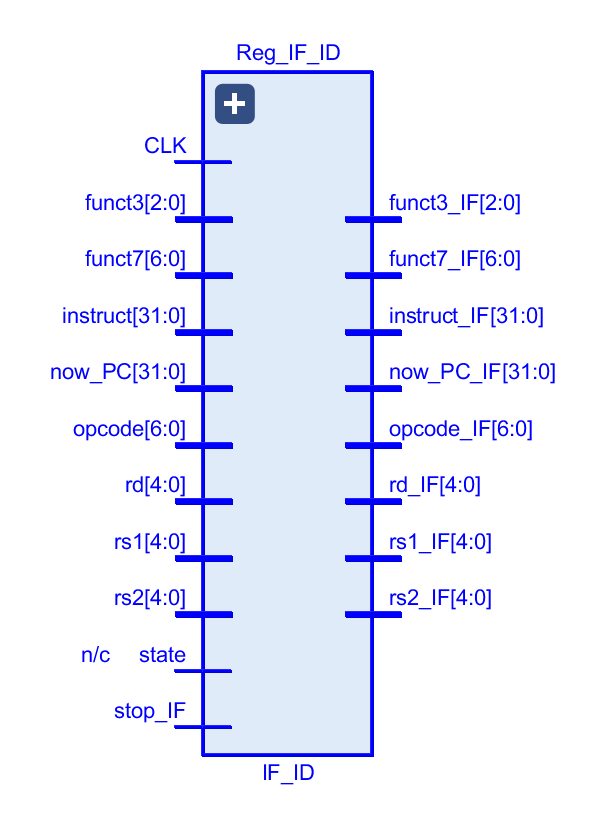 Reg_IF_ID
CLK
funct3[2:0] funct3_IF[2:0]
funct7[6:0] funct7_IF[6:0]
instruct[31:0] instruct_IF[31:0]
now_PC[31:0] now_PC_IF[31:0]
opcode[6:0] opcode_IF[6:0]
rd[4:0] rd_IF[4:0]
rs1[4:0] rs1_IF[4:0]
rs2[4:0] rs2_IF[4:0]
n/c state
stop_IF
IF_ID